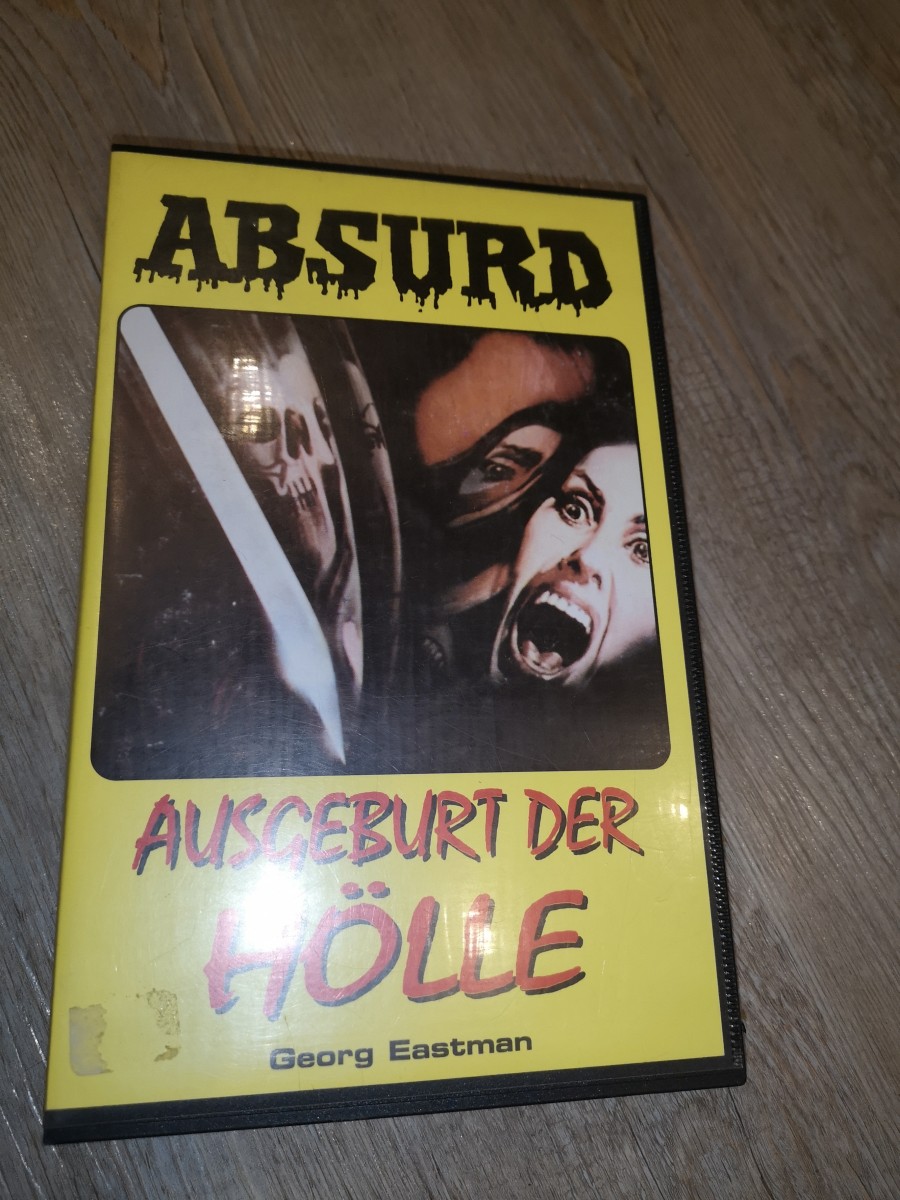 ABSURD
AUSGEBURT DER
HÖLLE
Georg Eastman